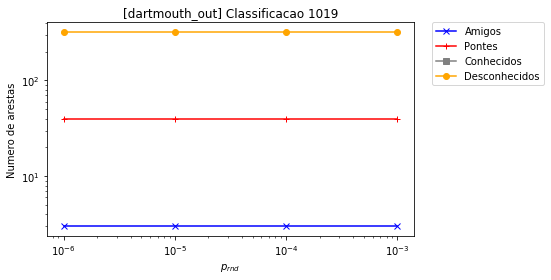 [dartmouth_out] Classificacao 1019
Numero de arestas
10²
10¹
10⁻⁶
10⁻⁵
10⁻⁴
10⁻³
p_rnd
Amigos
Pontes
Conhecidos
Desconhecidos